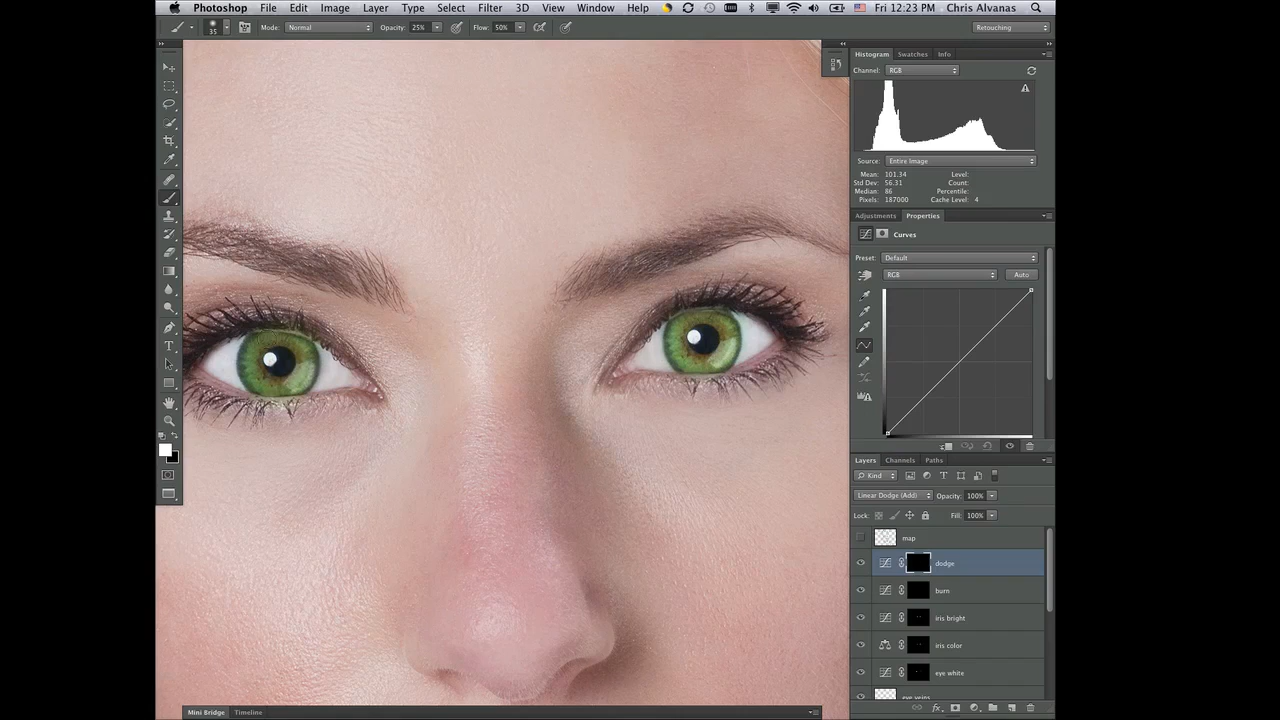 Photoshop File Edit Image Layer Type Select Filter 3D View Window Help Fri 12:23 PM Chris Alvanas
35 Mode: Normal Opacity: 25% Flow: 50% Retouching
Histogram Swatches Info
Channel: RGB
Source: Entire Image
Mean: 101.34 Level:
Std Dev: 56.31 Count:
Median: 86 Percentile:
Pixels: 187000 Cache Level: 4
Adjustments Properties
Curves
Preset: Default
RGB Auto
Layers Channels Paths
Kind
Linear Dodge (Add) Opacity: 100%
Lock: Fill: 100%
map
dodge
burn
iris bright
iris color
eye white
eye veins
Mini Bridge Timeline